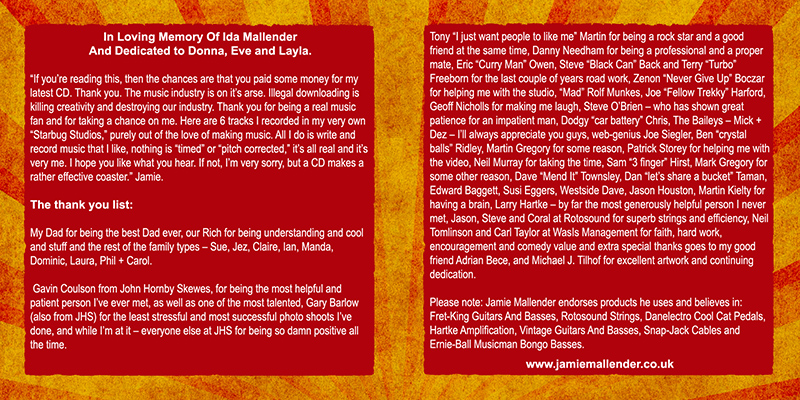 In Loving Memory Of Ida Mallender
And Dedicated to Donna, Eve and Layla.
“If you’re reading this, then the chances are that you paid some money for my
latest CD. Thank you. The music industry is on it’s arse. Illegal downloading is
killing creativity and destroying our industry. Thank you for being a real music
fan and for taking a chance on me. Here are 6 tracks I recorded in my very own
“Starbug Studios,” purely out of the love of making music. All I do is write and
record music that I like, nothing is “timed” or “pitch corrected,” it’s all real and it’s
very me. I hope you like what you hear. If not, I’m very sorry, but a CD makes a
rather effective coaster.” Jamie.
The thank you list:
My Dad for being the best Dad ever, our Rich for being understanding and cool
and stuff and the rest of the family types – Sue, Jez, Claire, Ian, Manda,
Dominic, Laura, Phil + Carol.
Gavin Coulson from John Hornby Skewes, for being the most helpful and
patient person I’ve ever met, as well as one of the most talented, Gary Barlow
(also from JHS) for the least stressful and most successful photo shoots I’ve
done, and while I’m at it – everyone else at JHS for being so damn positive all
the time.
Tony “I just want people to like me” Martin for being a rock star and a good
friend at the same time, Danny Needham for being a professional and a proper
mate, Eric “Curry Man” Owen, Steve “Black Can” Back and Terry “Turbo”
Freeborn for the last couple of years road work, Zenon “Never Give Up” Boczar
for helping me with the studio, “Mad” Rolf Munkes, Joe “Fellow Trekky” Harford,
Geoff Nicholls for making me laugh, Steve O’Brien – who has shown great
patience for an impatient man, Dodgy “car battery” Chris, The Baileys – Mick +
Dez – I’ll always appreciate you guys, web-genius Joe Siegler, Ben “crystal
balls” Ridley, Martin Gregory for some reason, Patrick Storey for helping me with
the video, Neil Murray for taking the time, Sam “3 finger” Hirst, Mark Gregory for
some other reason, Dave “Mend It” Townsley, Dan “let’s share a bucket” Taman,
Edward Baggett, Susi Eggers, Westside Dave, Jason Houston, Martin Kielty for
having a brain, Larry Hartke – by far the most generously helpful person I never
met, Jason, Steve and Coral at Rotosound for superb strings and efficiency, Neil
Tomlinson and Carl Taylor at Wasls Management for faith, hard work,
encouragement and comedy value and extra special thanks goes to my good
friend Adrian Bece, and Michael J. Tilhof for excellent artwork and continuing
dedication.
Please note: Jamie Mallender endorses products he uses and believes in:
Fret-King Guitars And Basses, Rotosound Strings, Danelectro Cool Cat Pedals,
Hartke Amplification, Vintage Guitars And Basses, Snap-Jack Cables and
Ernie-Ball Musicman Bongo Basses.
www.jamiemallender.co.uk